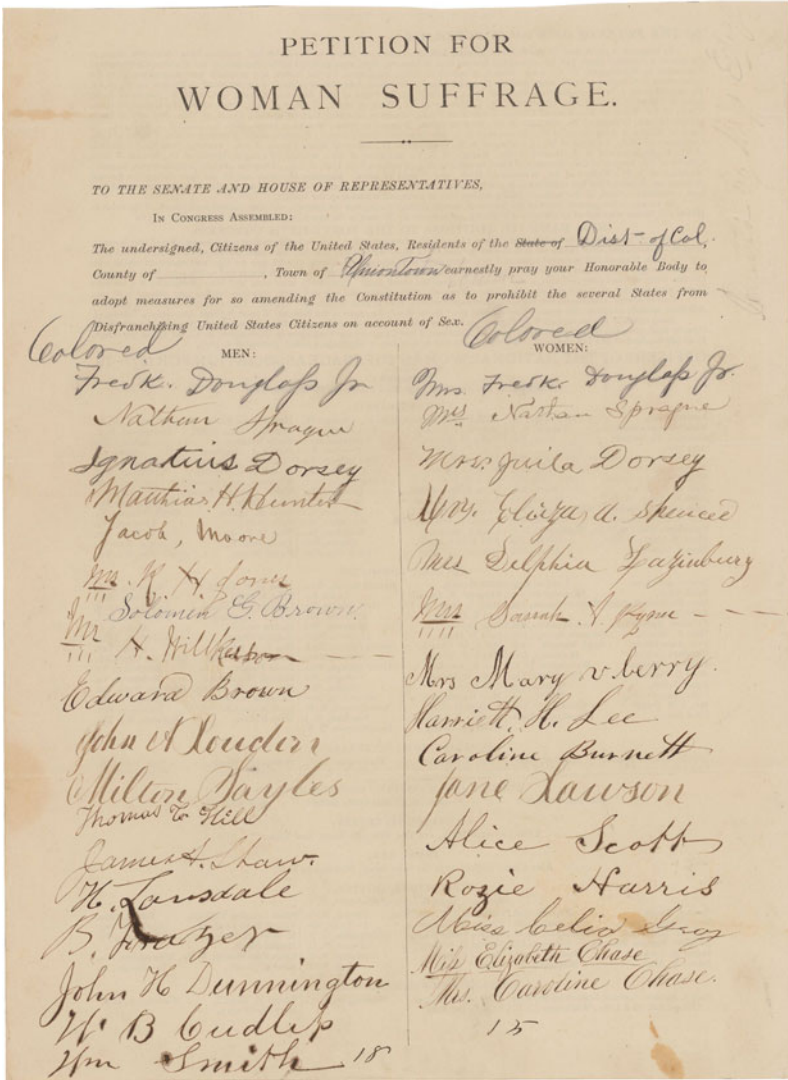 PETITION FOR
WOMAN SUFFRAGE.
TO THE SENATE AND HOUSE OF REPRESENTATIVES,
IN CONGRESS ASSEMBLED:
The undersigned, Citizens of the United States, Residents of the State of Dist. of Col,
County of , Town of Uniontown earnestly pray your Honorable Body to
adopt measures for so amending the Constitution as to prohibit the several States from
Disfranchising United States Citizens on account of Sex.
Colored
MEN:
Fredk. Douglass Jr
Nathan Sprague
Ignatius Dorsey
Matthias H. Hunter
Jacob, Moore
Mr. R. H. Jones
Solomon G. Brown.
Mr H.
Edward Brown
John A Louden
Milton Sayles
Thomas Hill
James A. Shaw.
H. Lansdale
B.
John H Dunnington
W B Cudlip
Wm Smith 18
Colored
WOMEN:
Mrs. Fredk. Douglass Jr.
Mrs Nathan Sprague
Mrs. Juila Dorsey
Mrs. Eliza, A. Spencer
Mrs Delphia
Mrs Sarah
Mrs Mary v. berry.
Harriett, H. Lee
Caroline Burnett
Jane Lawson
Alice Scott
Rozie Harris
Miss Celia Gray
Miss Elizabeth Chase
Mrs. Caroline Chase.
15